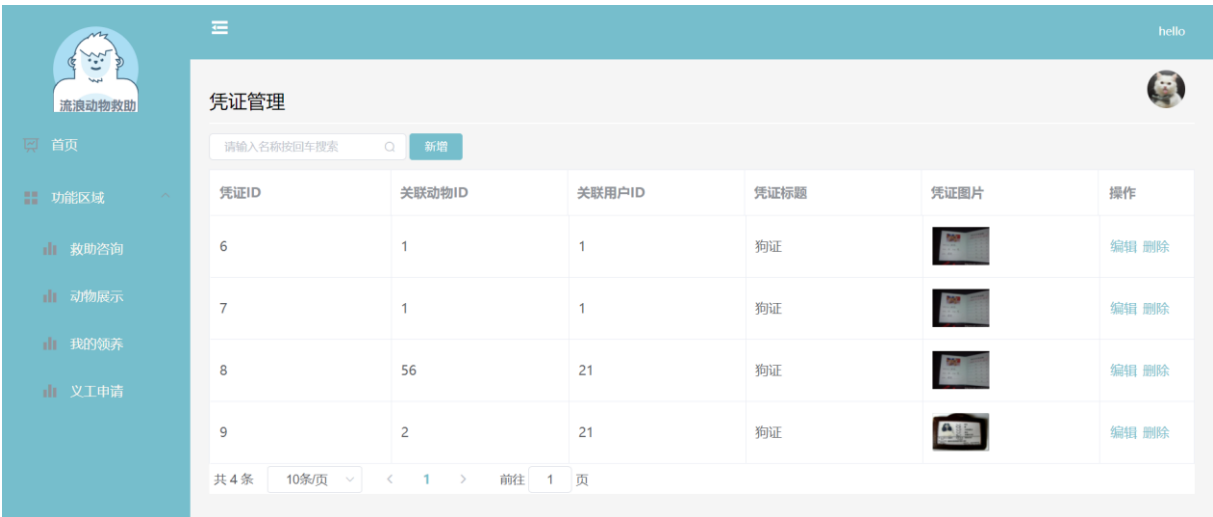 hello
流浪动物救助
首页
功能区域
救助咨询
动物展示
我的领养
义工申请
凭证管理
请输入名称按回车搜索 新增
凭证ID 关联动物ID 关联用户ID 凭证标题 凭证图片 操作
6 1 1 狗证 编辑 删除
7 1 1 狗证 编辑 删除
8 56 21 狗证 编辑 删除
9 2 21 狗证 编辑 删除
共 4 条 10条/页 1 前往 1 页